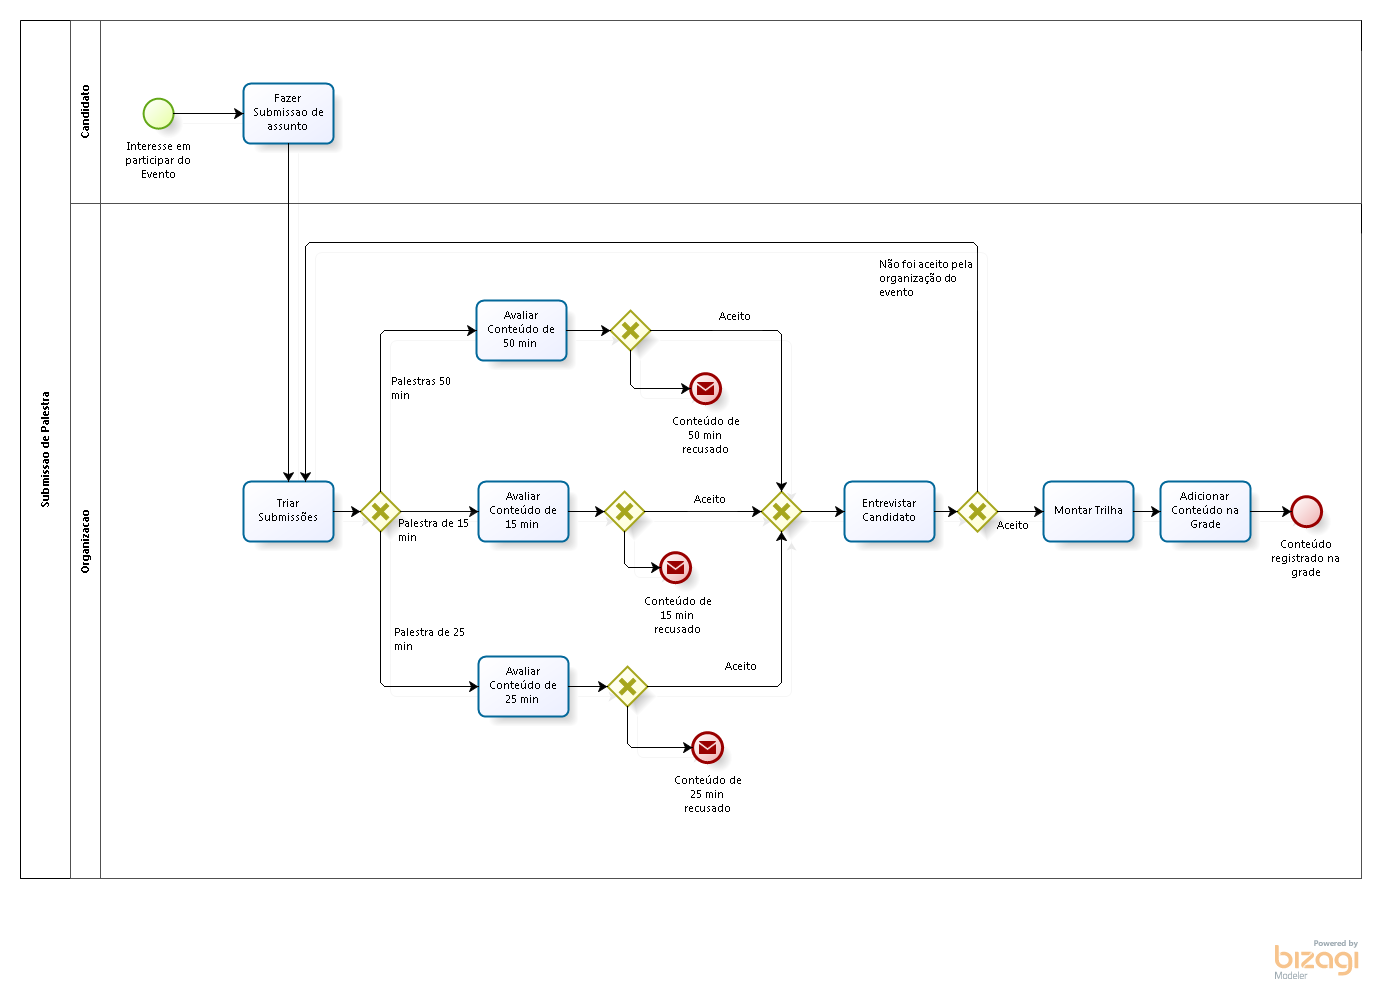 Submissao de Palestra
Candidato
Interesse em
participar do
Evento
Fazer
Submissao de
assunto
Organizacao
Não foi aceito pela
organização do
evento
Avaliar
Conteúdo de
50 min
Aceito
Palestras 50
min
Conteúdo de
50 min
recusado
Triar
Submissões
Palestra de 15
min
Avaliar
Conteúdo de
15 min
Aceito
Conteúdo de
15 min
recusado
Entrevistar
Candidato
Aceito
Montar Trilha
Adicionar
Conteúdo na
Grade
Conteúdo
registrado na
grade
Palestra de 25
min
Avaliar
Conteúdo de
25 min
Aceito
Conteúdo de
25 min
recusado
Powered by
bizagi
Modeler